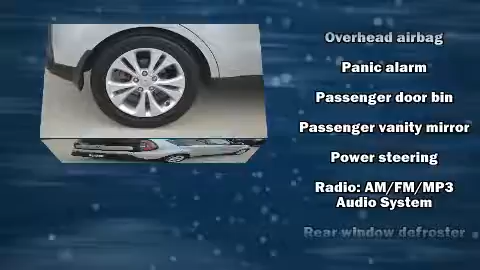 Overhead airbag
Panic alarm
Passenger door bin
Passenger vanity mirror
Power steering
Radio: AM/FM/MP3
Audio System
Rear window defroster